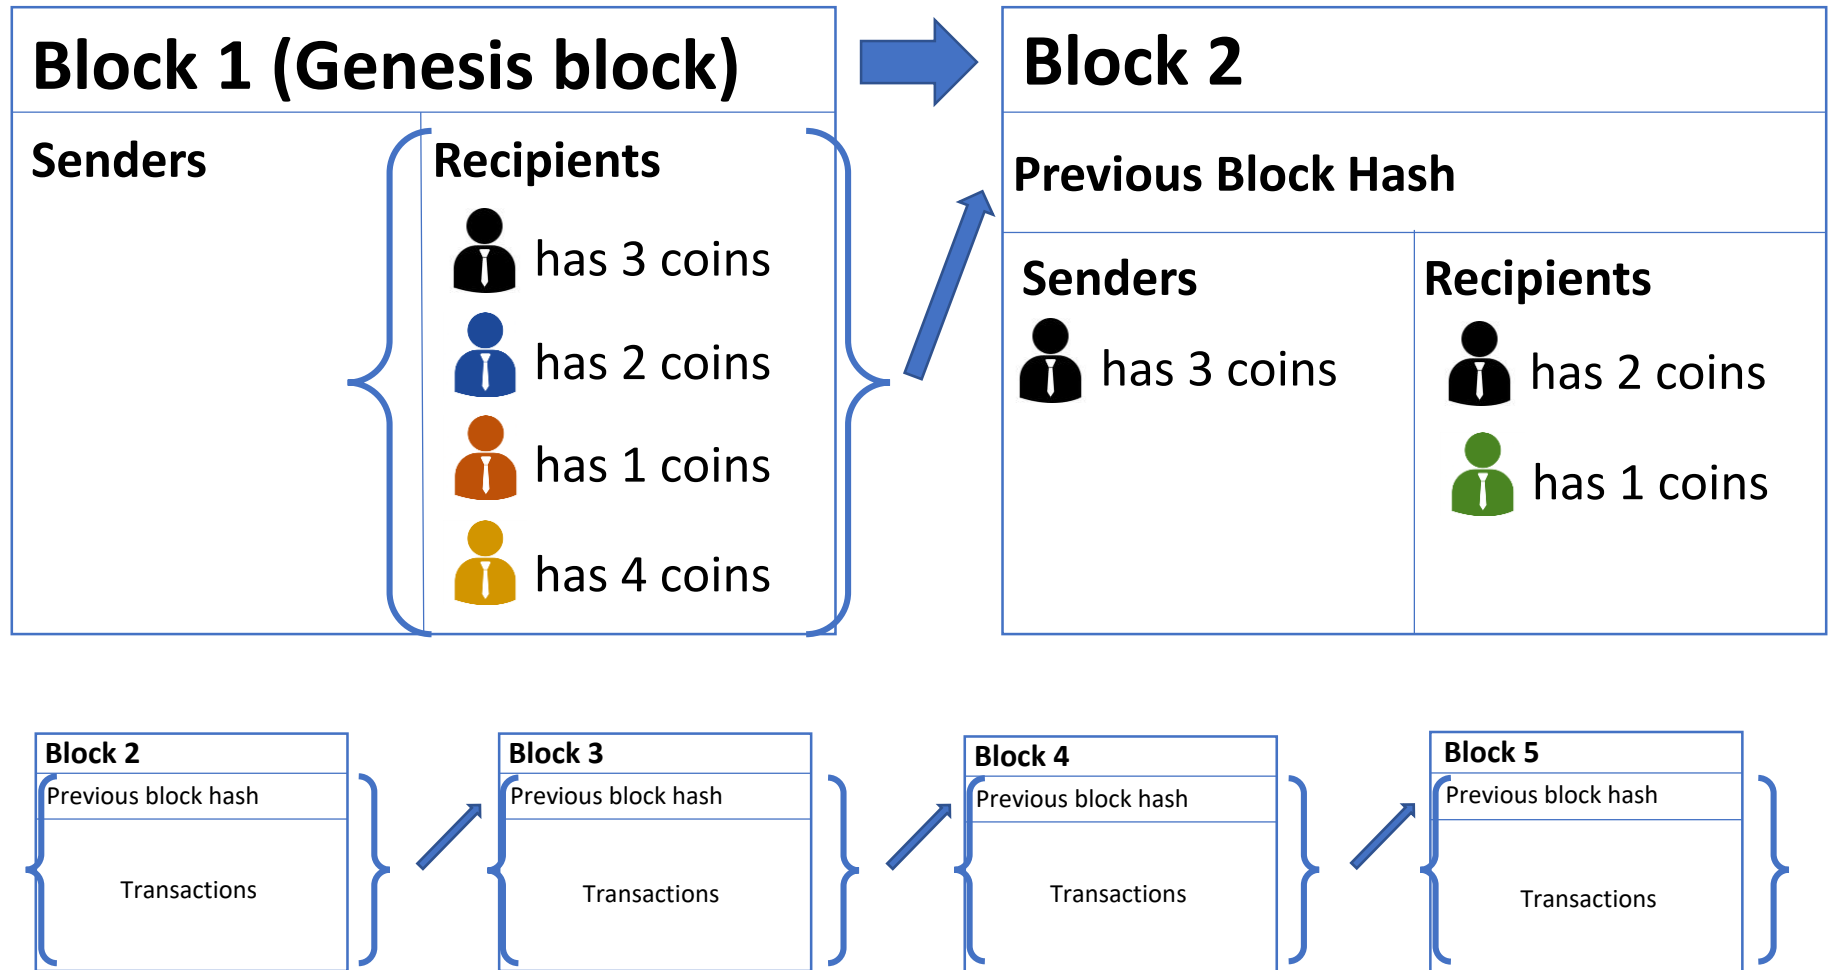 Block 1 (Genesis block)
Senders
Recipients
has 3 coins
has 2 coins
has 1 coins
has 4 coins
Block 2
Previous Block Hash
Senders
has 3 coins
Recipients
has 2 coins
has 1 coins
Block 2
Previous block hash
Transactions
Block 3
Previous block hash
Transactions
Block 4
Previous block hash
Transactions
Block 5
Previous block hash
Transactions